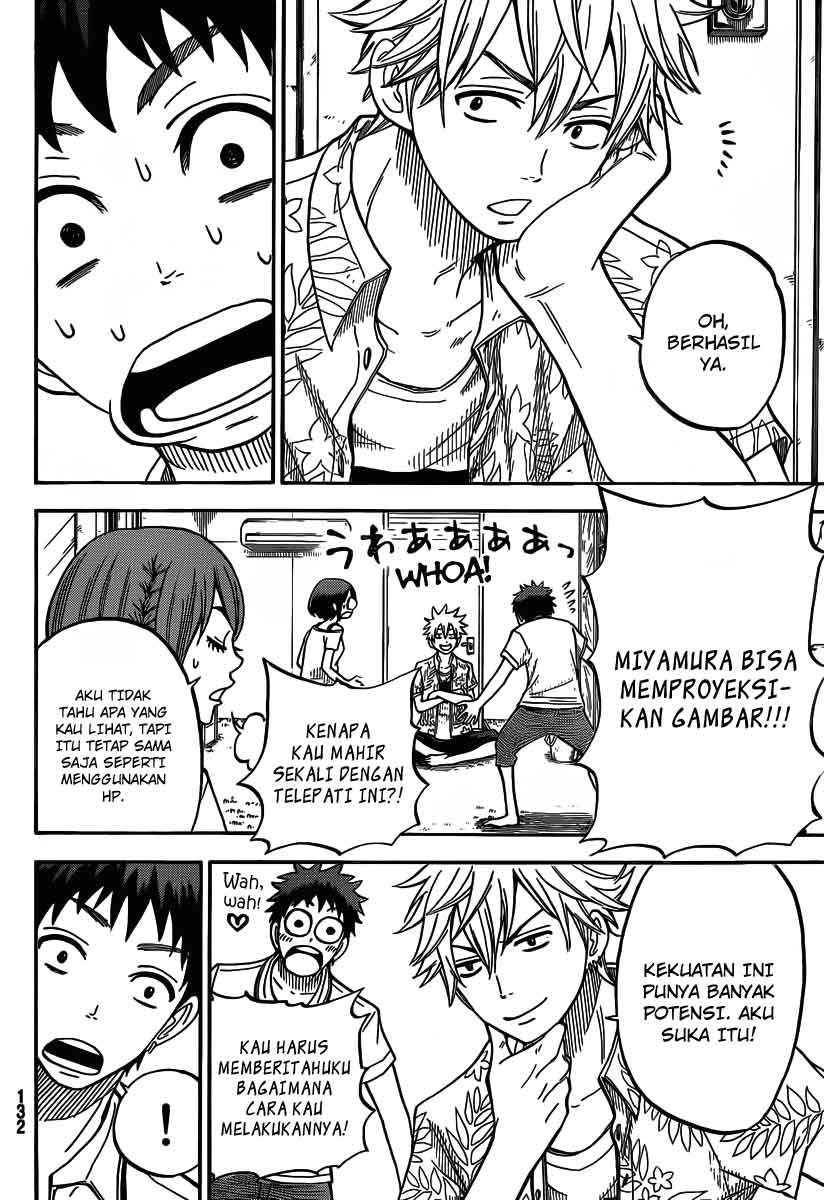 OH,
BERHASIL
YA.
うわあああぁっ
WHOA!
MIYAMURA BISA
MEMPROYEKSI-
KAN GAMBAR!!!
KENAPA
KAU MAHIR
SEKALI DENGAN
TELEPATI INI?!
AKU TIDAK
TAHU APA YANG
KAU LIHAT, TAPI
ITU TETAP SAMA
SAJA SEPERTI
MENGGUNAKAN
HP.
KEKUATAN INI
PUNYA BANYAK
POTENSI. AKU
SUKA ITU!
Wah,
wah!
KAU HARUS
MEMBERITAHUKU
BAGAIMANA
CARA KAU
MELAKUKANNYA!
!
132